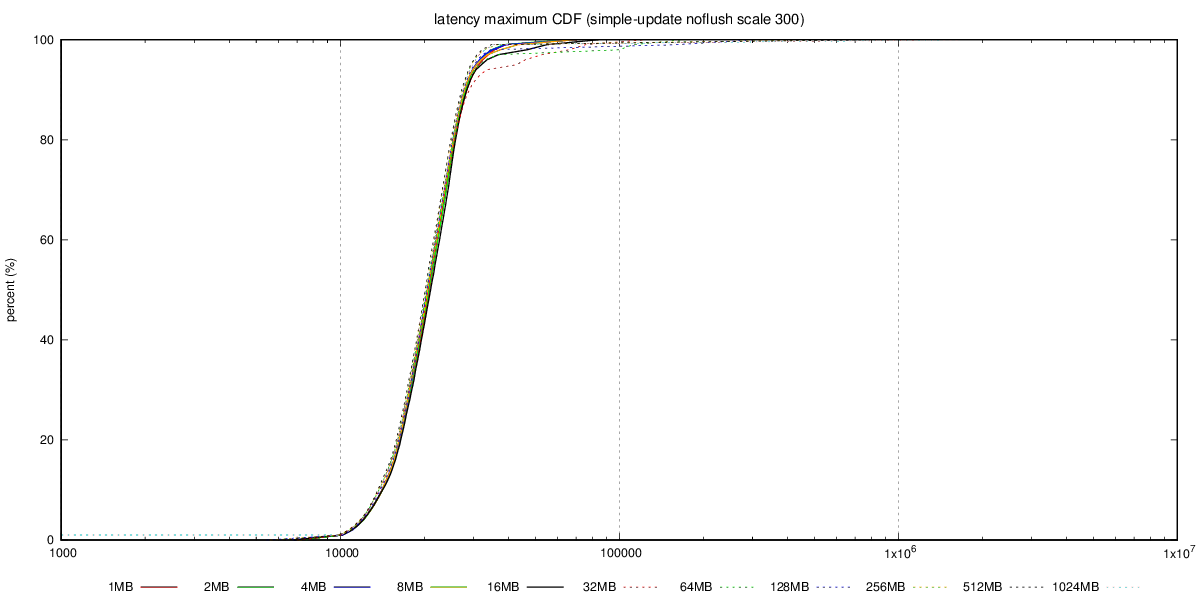 latency maximum CDF (simple-update noflush scale 300)
100
80
60
40
20
0
percent (%)
1000 10000 100000 1x10^6 1x10^7
1MB 2MB 4MB 8MB 16MB 32MB 64MB 128MB 256MB 512MB 1024MB